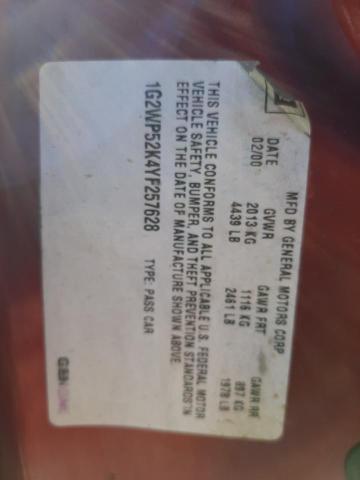 MFD BY GENERAL MOTORS CORP
DATE GVWR GAWR FRT GAWR RR
02/00 2013 KG 1116 KG 897 KG
4439 LB 2461 LB 1978 LB
THIS VEHICLE CONFORMS TO ALL APPLICABLE U.S. FEDERAL MOTOR
VEHICLE SAFETY, BUMPER, AND THEFT PREVENTION STANDARDS IN
EFFECT ON THE DATE OF MANUFACTURE SHOWN ABOVE
1G2WP52K4YF257628 TYPE: PASS CAR